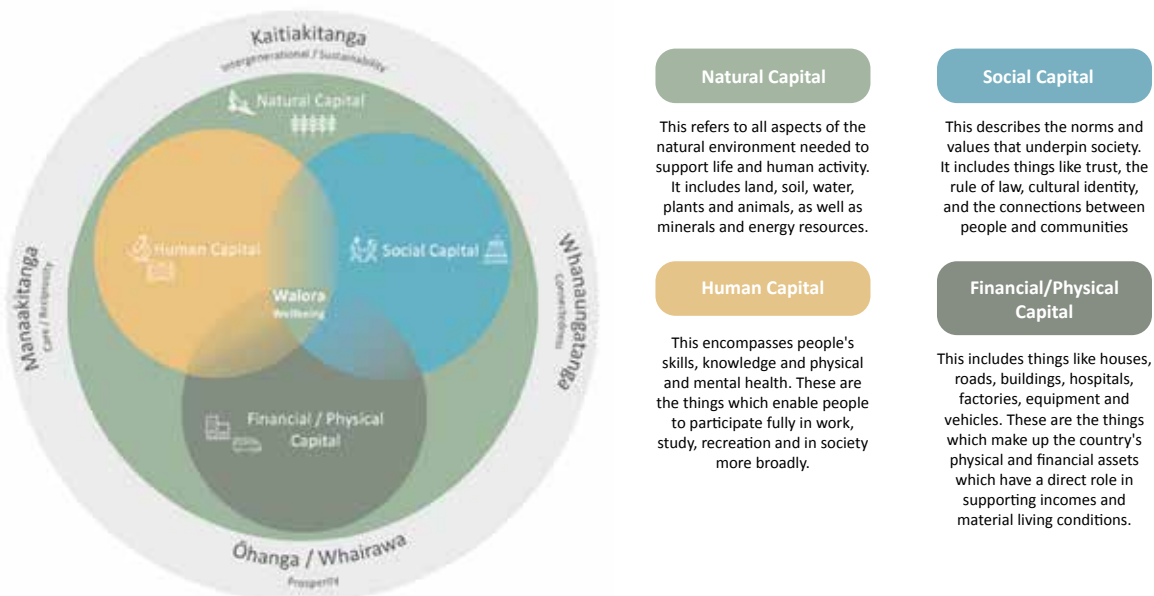 Kaitiakitanga
Intergenerational / Sustainability
Natural Capital
Human Capital
Social Capital
Waiora
Wellbeing
Financial / Physical
Capital
Manaakitanga
Care / Reciprocity
Whanaungatanga
Connectedness
Ōhanga / Whairawa
Prosperity
Natural Capital
This refers to all aspects of the
natural environment needed to
support life and human activity.
It includes land, soil, water,
plants and animals, as well as
minerals and energy resources.
Social Capital
This describes the norms and
values that underpin society.
It includes things like trust, the
rule of law, cultural identity,
and the connections between
people and communities
Human Capital
This encompasses people's
skills, knowledge and physical
and mental health. These are
the things which enable people
to participate fully in work,
study, recreation and in society
more broadly.
Financial/Physical
Capital
This includes things like houses,
roads, buildings, hospitals,
factories, equipment and
vehicles. These are the things
which make up the country's
physical and financial assets
which have a direct role in
supporting incomes and
material living conditions.